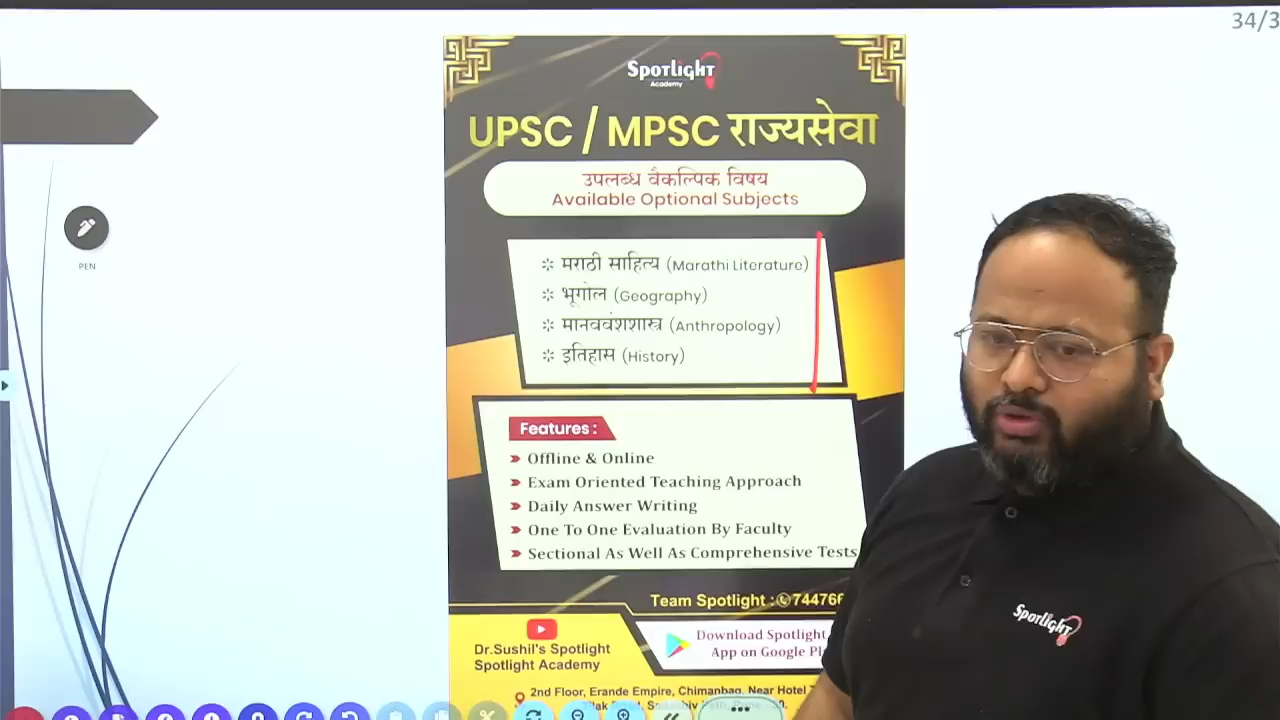 34/3
Spotlight
Academy
UPSC / MPSC राज्यसेवा
उपलब्ध वैकल्पिक विषय
Available Optional Subjects
मराठी साहित्य (Marathi Literature)
भूगोल (Geography)
मानववंशशास्त्र (Anthropology)
इतिहास (History)
PEN
Features :
Offline & Online
Exam Oriented Teaching Approach
Daily Answer Writing
One To One Evaluation By Faculty
Sectional As Well As Comprehensive Tests
Team Spotlight : 74476
Dr.Sushil's Spotlight
Spotlight Academy
Download Spotlight
App on Google Pl
2nd Floor, Erande Empire, Chimanbag, Near Hotel
Spotlight